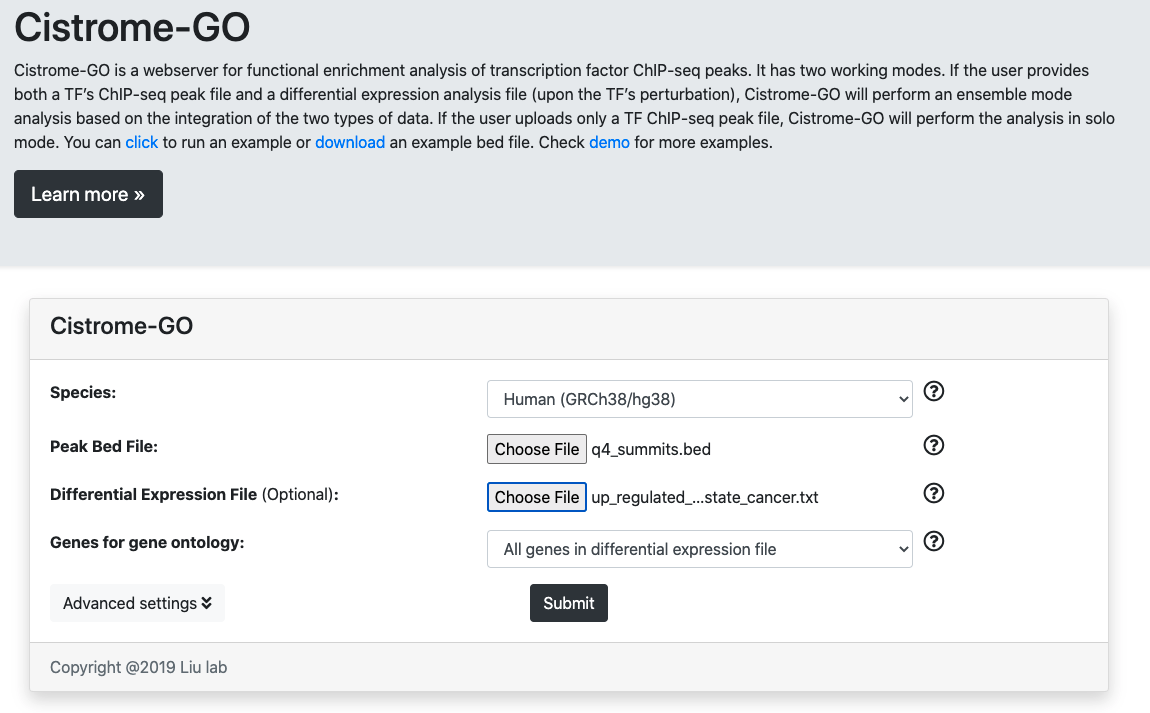 Cistrome-GO
Cistrome-GO is a webserver for functional enrichment analysis of transcription factor ChIP-seq peaks. It has two working modes. If the user provides
both a TF's ChIP-seq peak file and a differential expression analysis file (upon the TF's perturbation), Cistrome-GO will perform an ensemble mode
analysis based on the integration of the two types of data. If the user uploads only a TF ChIP-seq peak file, Cistrome-GO will perform the analysis in solo
mode. You can click to run an example or download an example bed file. Check demo for more examples.
Learn more »
Cistrome-GO
Species:
Human (GRCh38/hg38)
Peak Bed File:
Choose File q4_summits.bed
Differential Expression File (Optional):
Choose File up_regulated_...state_cancer.txt
Genes for gene ontology:
All genes in differential expression file
Advanced settings
Submit
Copyright @2019 Liu lab